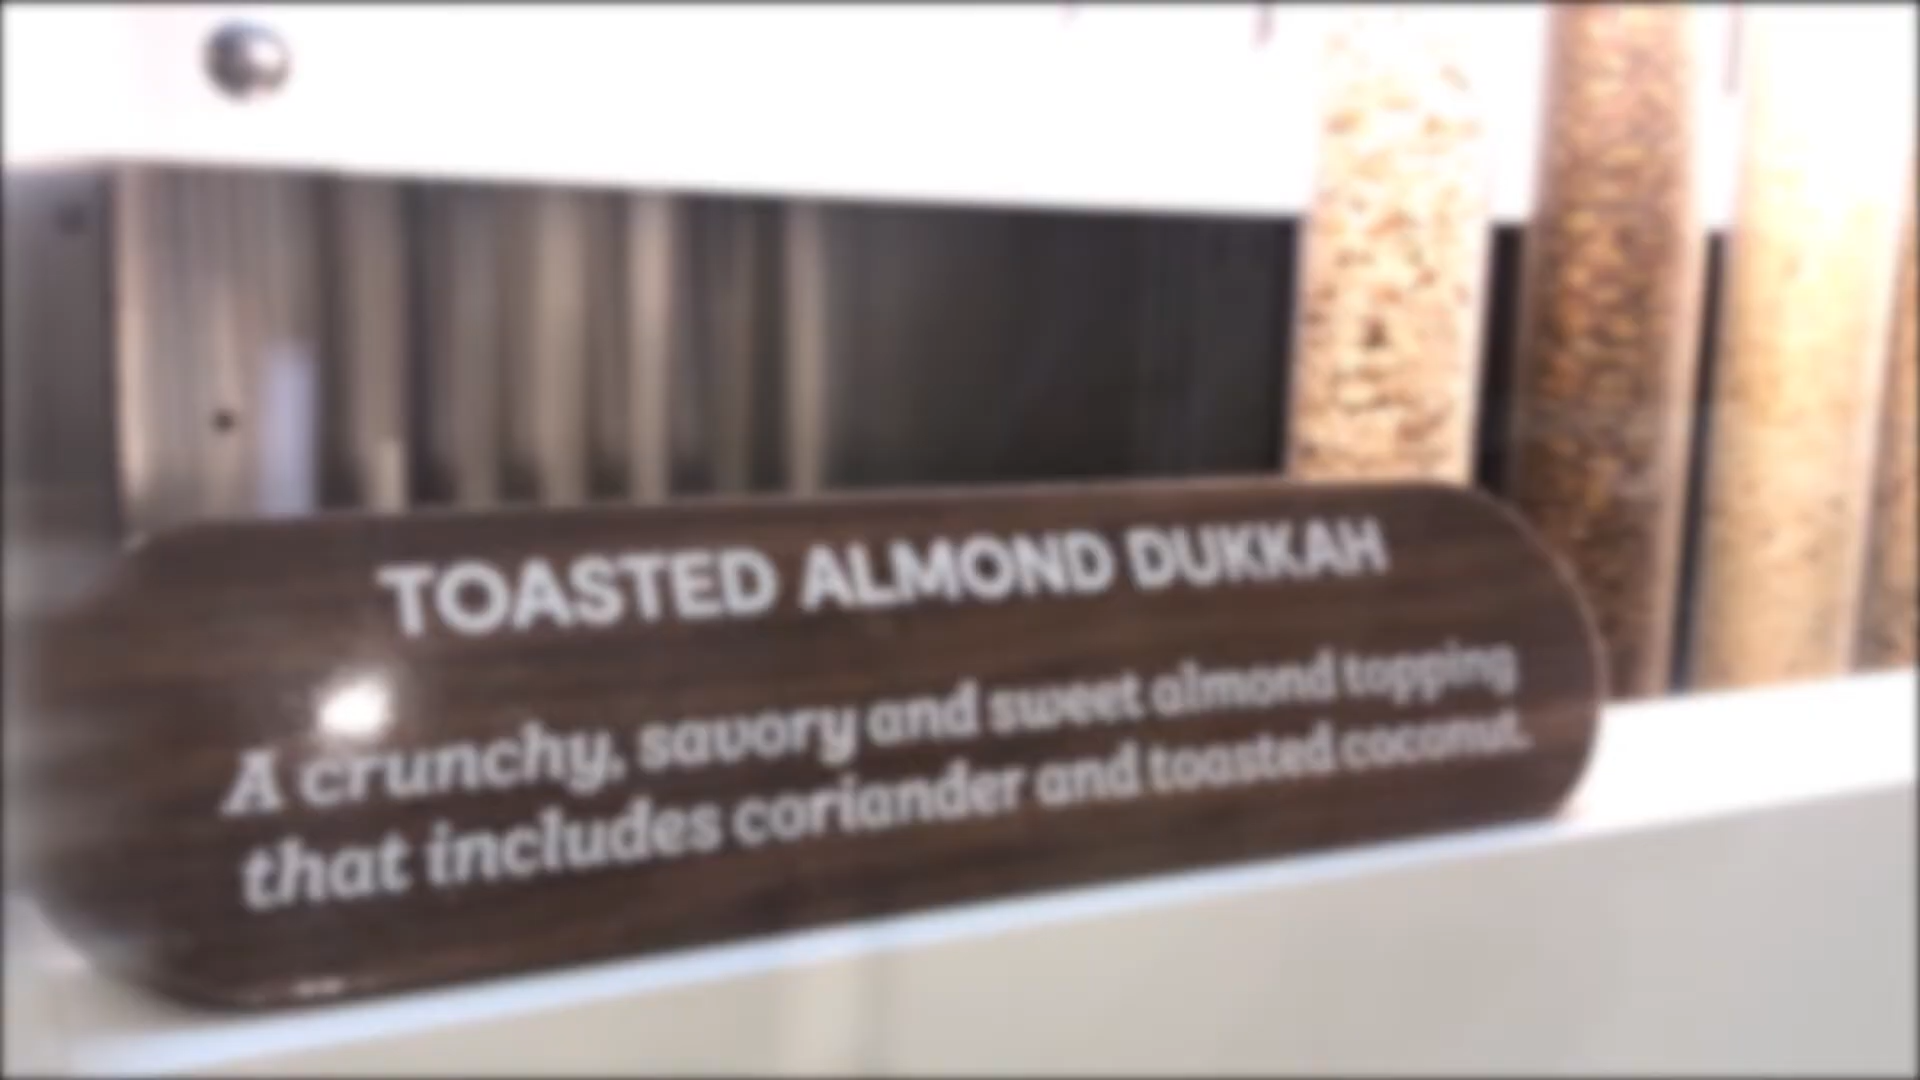 TOASTED ALMOND DUKKAH
A crunchy, savory and sweet almond topping
that includes coriander and toasted coconut.